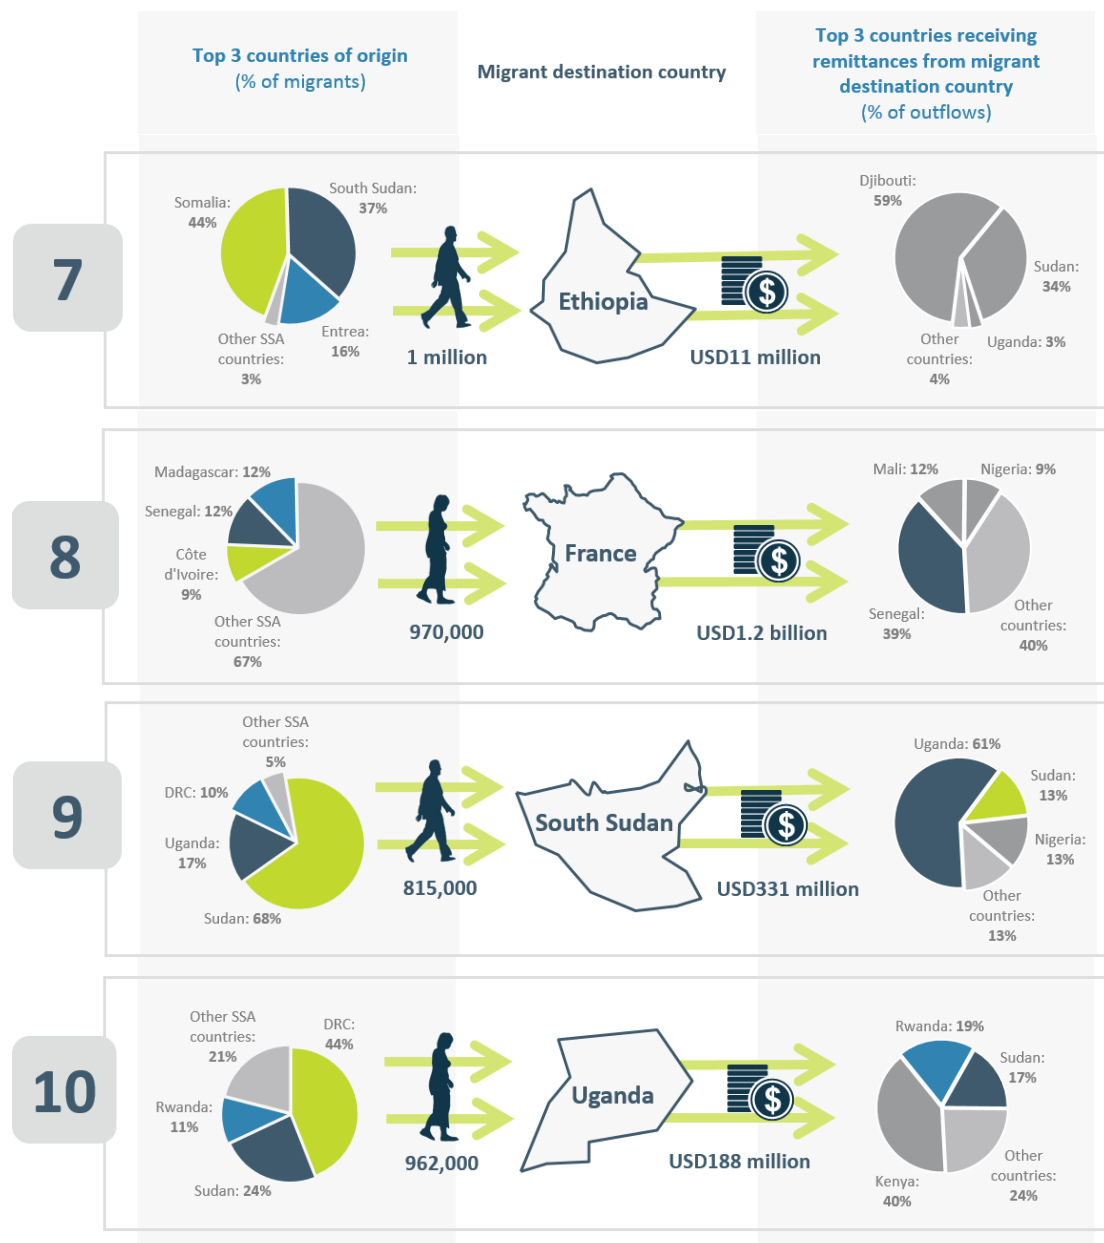 Top 3 countries of origin
(% of migrants)
Migrant destination country
Top 3 countries receiving
remittances from migrant
destination country
(% of outflows)
7
Somalia:
44%
South Sudan:
37%
Entrea:
16%
Other SSA
countries:
3%
1 million
Ethiopia
$
USD11 million
Djibouti:
59%
Sudan:
34%
Uganda: 3%
Other
countries:
4%
8
Madagascar: 12%
Senegal: 12%
Côte
d'Ivoire:
9%
Other SSA
countries:
67%
970,000
France
$
USD1.2 billion
Mali: 12%
Nigeria: 9%
Senegal:
39%
Other
countries:
40%
9
Other SSA
countries:
5%
DRC: 10%
Uganda:
17%
Sudan: 68%
815,000
South Sudan
$
USD331 million
Uganda: 61%
Sudan:
13%
Nigeria:
13%
Other
countries:
13%
10
Other SSA
countries:
21%
DRC:
44%
Rwanda:
11%
Sudan: 24%
962,000
Uganda
$
USD188 million
Rwanda: 19%
Sudan:
17%
Kenya:
40%
Other
countries:
24%